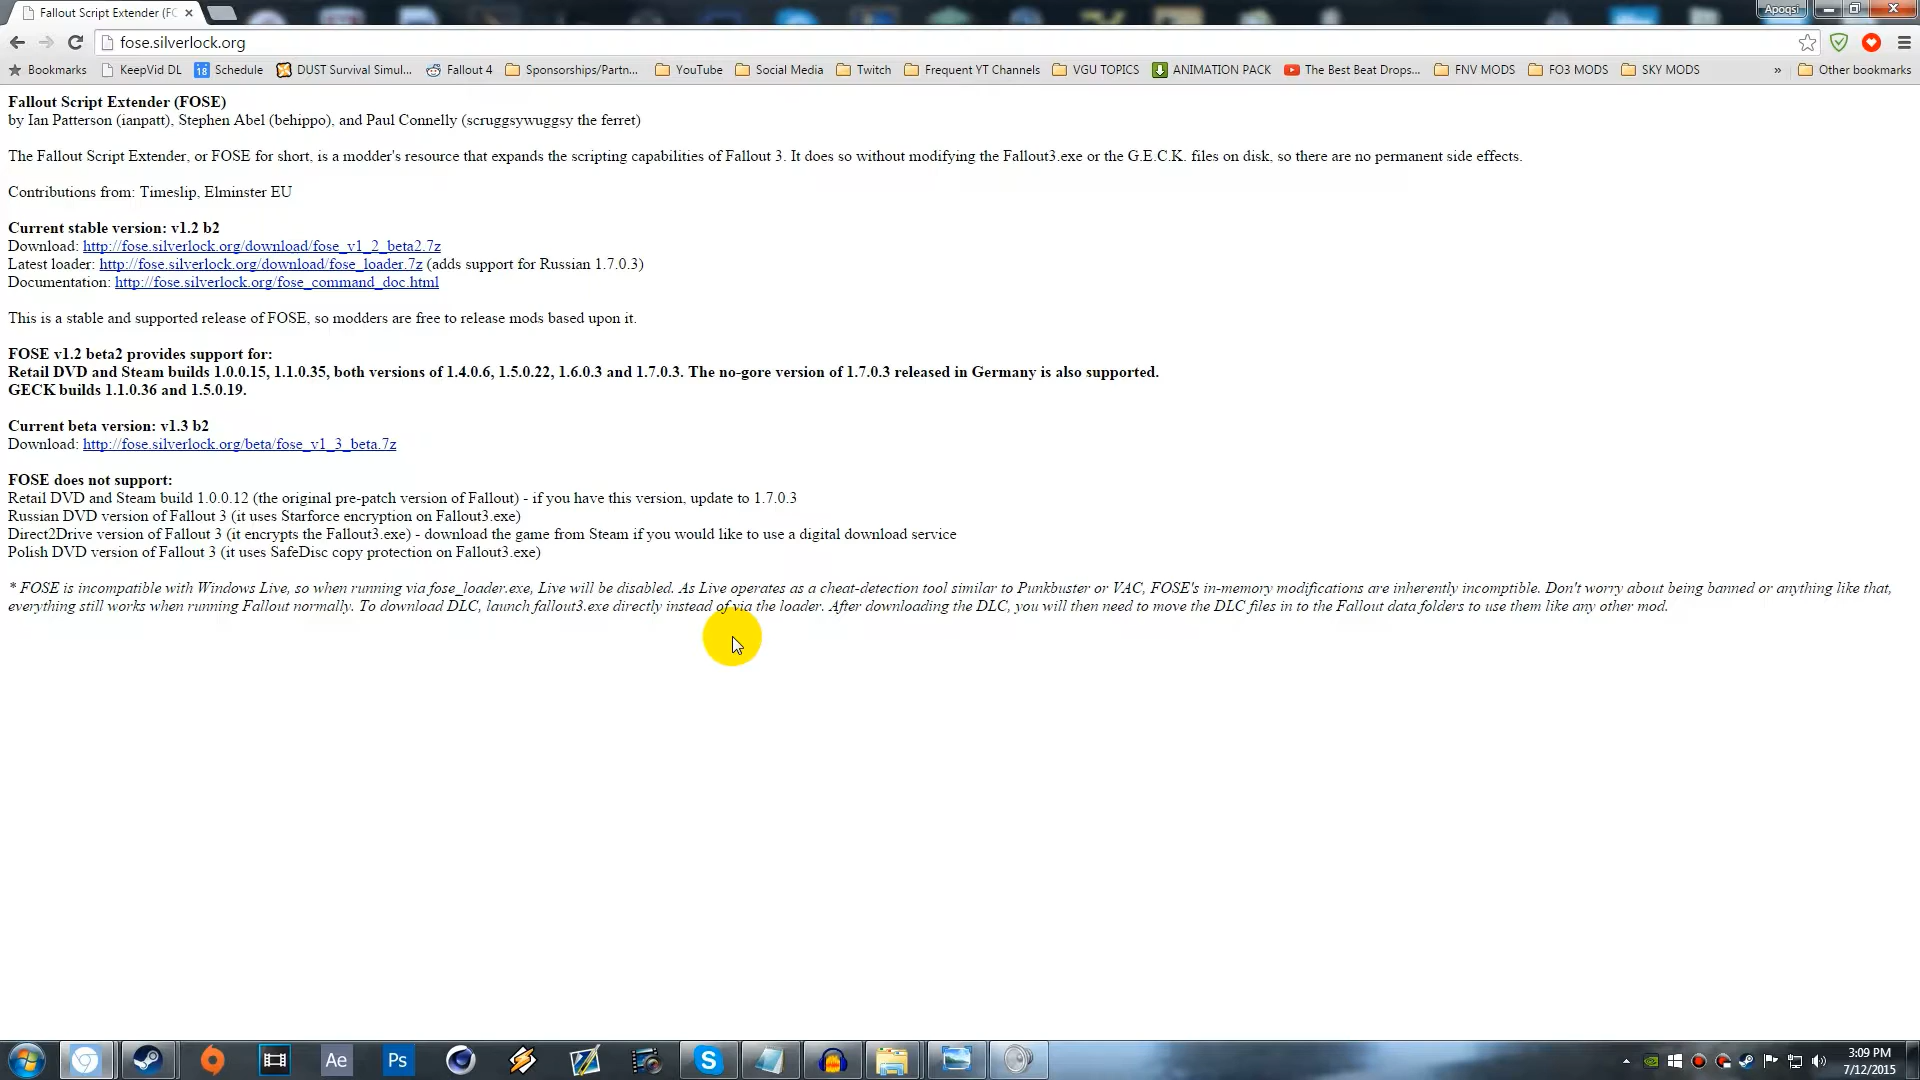 Fallout Script Extender (FC
Apoqsi
fose.silverlock.org
Bookmarks
KeepVid DL
18
Schedule
DUST Survival Simul...
Fallout 4
Sponsorships/Partn...
YouTube
Social Media
Twitch
Frequent YT Channels
VGU TOPICS
ANIMATION PACK
The Best Beat Drops...
FNV MODS
FO3 MODS
SKY MODS
»
Other bookmarks
Fallout Script Extender (FOSE)
by Ian Patterson (ianpatt), Stephen Abel (behippo), and Paul Connelly (scruggsywuggsy the ferret)
The Fallout Script Extender, or FOSE for short, is a modder's resource that expands the scripting capabilities of Fallout 3. It does so without modifying the Fallout3.exe or the G.E.C.K. files on disk, so there are no permanent side effects.
Contributions from: Timeslip, Elminster EU
Current stable version: v1.2 b2
Download: http://fose.silverlock.org/download/fose_v1_2_beta2.7z
Latest loader: http://fose.silverlock.org/download/fose_loader.7z (adds support for Russian 1.7.0.3)
Documentation: http://fose.silverlock.org/fose_command_doc.html
This is a stable and supported release of FOSE, so modders are free to release mods based upon it.
FOSE v1.2 beta2 provides support for:
Retail DVD and Steam builds 1.0.0.15, 1.1.0.35, both versions of 1.4.0.6, 1.5.0.22, 1.6.0.3 and 1.7.0.3. The no-gore version of 1.7.0.3 released in Germany is also supported.
GECK builds 1.1.0.36 and 1.5.0.19.
Current beta version: v1.3 b2
Download: http://fose.silverlock.org/beta/fose_v1_3_beta.7z
FOSE does not support:
Retail DVD and Steam build 1.0.0.12 (the original pre-patch version of Fallout) - if you have this version, update to 1.7.0.3
Russian DVD version of Fallout 3 (it uses Starforce encryption on Fallout3.exe)
Direct2Drive version of Fallout 3 (it encrypts the Fallout3.exe) - download the game from Steam if you would like to use a digital download service
Polish DVD version of Fallout 3 (it uses SafeDisc copy protection on Fallout3.exe)
* FOSE is incompatible with Windows Live, so when running via fose_loader.exe, Live will be disabled. As Live operates as a cheat-detection tool similar to Punkbuster or VAC, FOSE's in-memory modifications are inherently incomptible. Don't worry about being banned or anything like that,
everything still works when running Fallout normally. To download DLC, launch fallout3.exe directly instead of via the loader. After downloading the DLC, you will then need to move the DLC files in to the Fallout data folders to use them like any other mod.
Ae
Ps
3:09 PM
7/12/2015